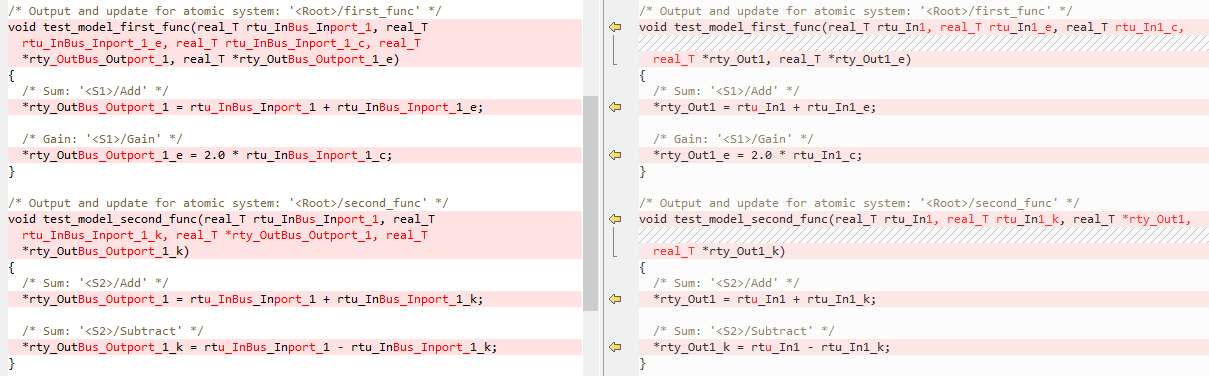 /* Output and update for atomic system: '<Root>/first_func' */
void test_model_first_func(real_T rtu_InBus_Inport_1, real_T
rtu_InBus_Inport_1_e, real_T rtu_InBus_Inport_1_c, real_T
*rty_OutBus_Outport_1, real_T *rty_OutBus_Outport_1_e)
{
/* Sum: '<S1>/Add' */
*rty_OutBus_Outport_1 = rtu_InBus_Inport_1 + rtu_InBus_Inport_1_e;
/* Gain: '<S1>/Gain' */
*rty_OutBus_Outport_1_e = 2.0 * rtu_InBus_Inport_1_c;
}
/* Output and update for atomic system: '<Root>/second_func' */
void test_model_second_func(real_T rtu_InBus_Inport_1, real_T
rtu_InBus_Inport_1_k, real_T *rty_OutBus_Outport_1, real_T
*rty_OutBus_Outport_1_k)
{
/* Sum: '<S2>/Add' */
*rty_OutBus_Outport_1 = rtu_InBus_Inport_1 + rtu_InBus_Inport_1_k;
/* Sum: '<S2>/Subtract' */
*rty_OutBus_Outport_1_k = rtu_InBus_Inport_1 - rtu_InBus_Inport_1_k;
}
/* Output and update for atomic system: '<Root>/first_func' */
void test_model_first_func(real_T rtu_In1, real_T rtu_In1_e, real_T rtu_In1_c,
real_T *rty_Out1, real_T *rty_Out1_e)
{
/* Sum: '<S1>/Add' */
*rty_Out1 = rtu_In1 + rtu_In1_e;
/* Gain: '<S1>/Gain' */
*rty_Out1_e = 2.0 * rtu_In1_c;
}
/* Output and update for atomic system: '<Root>/second_func' */
void test_model_second_func(real_T rtu_In1, real_T rtu_In1_k, real_T *rty_Out1,
real_T *rty_Out1_k)
{
/* Sum: '<S2>/Add' */
*rty_Out1 = rtu_In1 + rtu_In1_k;
/* Sum: '<S2>/Subtract' */
*rty_Out1_k = rtu_In1 - rtu_In1_k;
}